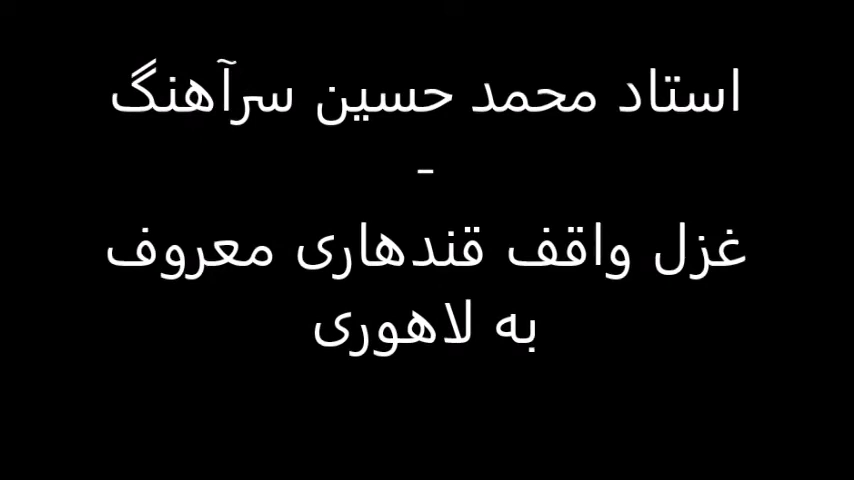 استاد محمد حسین سرآهنگ
-
غزل واقف قندهاری معروف
به لاهوری